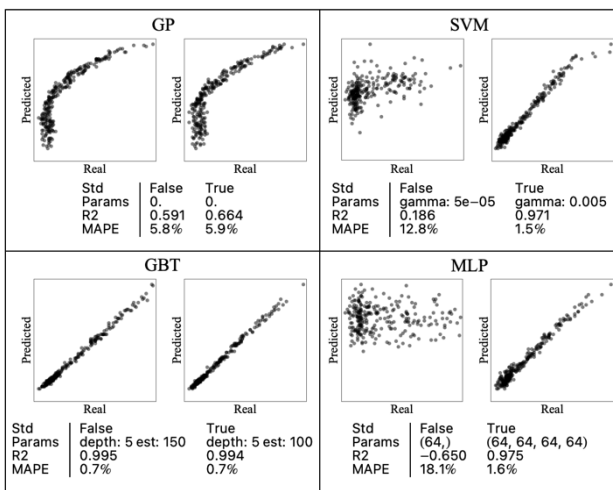 GP
Predicted
Predicted
Real Real
Std False True
Params 0. 0.
R2 0.591 0.664
MAPE 5.8% 5.9%
SVM
Predicted
Predicted
Real Real
Std False True
Params gamma: 5e−05 gamma: 0.005
R2 0.186 0.971
MAPE 12.8% 1.5%
GBT
Predicted
Predicted
Real Real
Std False True
Params depth: 5 est: 150 depth: 5 est: 100
R2 0.995 0.994
MAPE 0.7% 0.7%
MLP
Predicted
Predicted
Real Real
Std False True
Params (64,) (64, 64, 64, 64)
R2 −0.650 0.975
MAPE 18.1% 1.6%